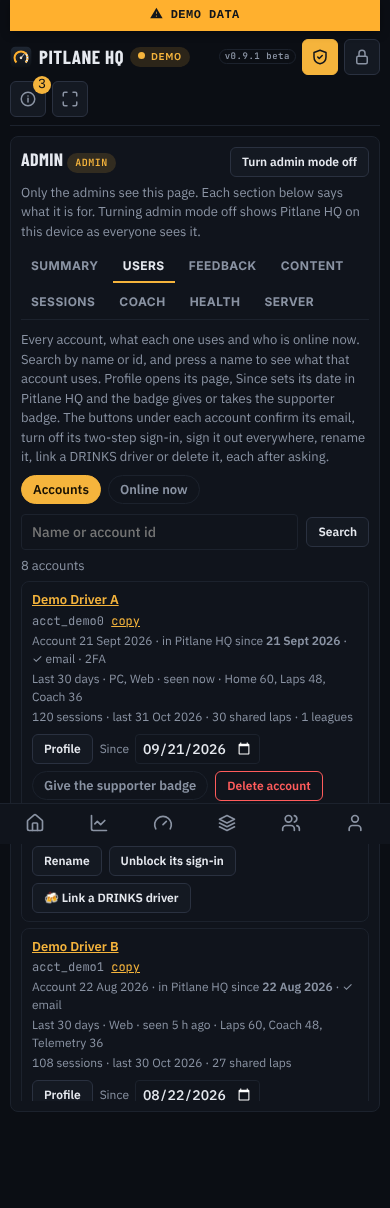 ⚠ DEMO DATA
PITLANE HQ DEMO v0.9.1 beta
3
ADMIN ADMIN Turn admin mode off
Only the admins see this page. Each section below says
what it is for. Turning admin mode off shows Pitlane HQ on
this device as everyone sees it.
SUMMARY USERS FEEDBACK CONTENT
SESSIONS COACH HEALTH SERVER
Every account, what each one uses and who is online now.
Search by name or id, and press a name to see what that
account uses. Profile opens its page, Since sets its date in
Pitlane HQ and the badge gives or takes the supporter
badge. The buttons under each account confirm its email,
turn off its two-step sign-in, sign it out everywhere, rename
it, link a DRINKS driver or delete it, each after asking.
Accounts Online now
Name or account id Search
8 accounts
Demo Driver A
acct_demo0 copy
Account 21 Sept 2026 · in Pitlane HQ since 21 Sept 2026 ·
✓ email · 2FA
Last 30 days · PC, Web · seen now · Home 60, Laps 48,
Coach 36
120 sessions · last 31 Oct 2026 · 30 shared laps · 1 leagues
Profile Since 09/21/2026
Give the supporter badge Delete account
Rename Unblock its sign-in
🍻 Link a DRINKS driver
Demo Driver B
acct_demo1 copy
Account 22 Aug 2026 · in Pitlane HQ since 22 Aug 2026 · ✓
email
Last 30 days · Web · seen 5 h ago · Laps 60, Coach 48,
Telemetry 36
108 sessions · last 30 Oct 2026 · 27 shared laps
Profile Since 08/22/2026